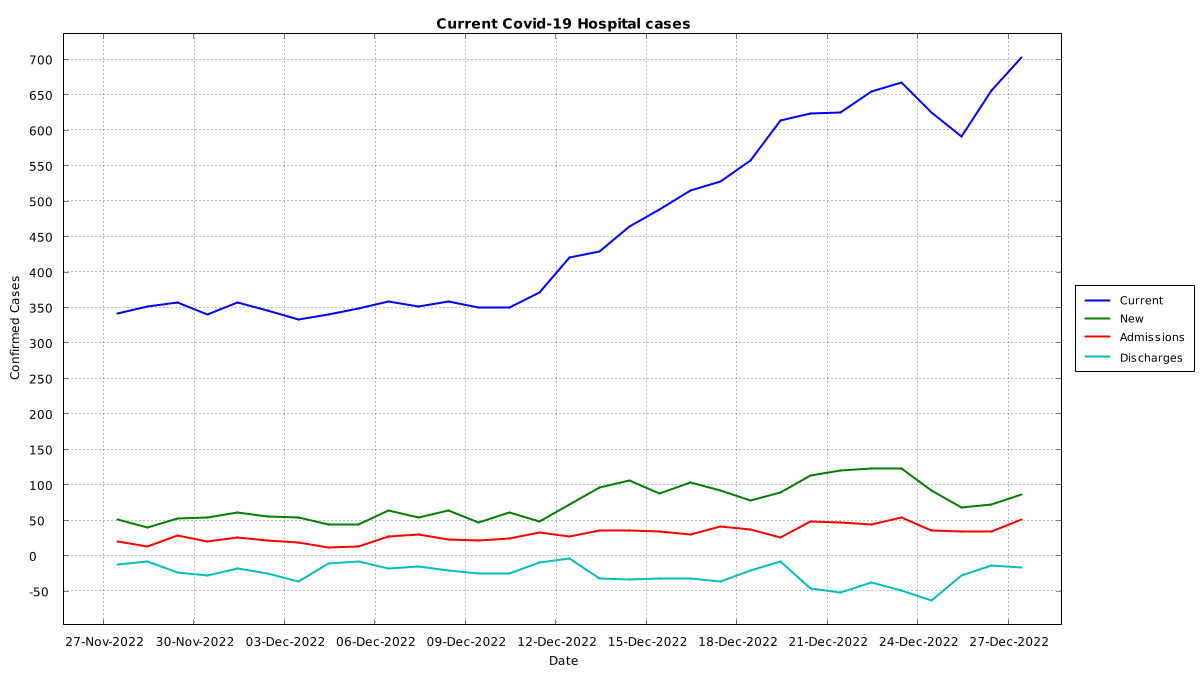 Current Covid-19 Hospital cases
700
650
600
550
500
450
400
350
300
250
200
150
100
50
0
-50
Confirmed Cases
27-Nov-2022 30-Nov-2022 03-Dec-2022 06-Dec-2022 09-Dec-2022 12-Dec-2022 15-Dec-2022 18-Dec-2022 21-Dec-2022 24-Dec-2022 27-Dec-2022
Date
Current
New
Admissions
Discharges